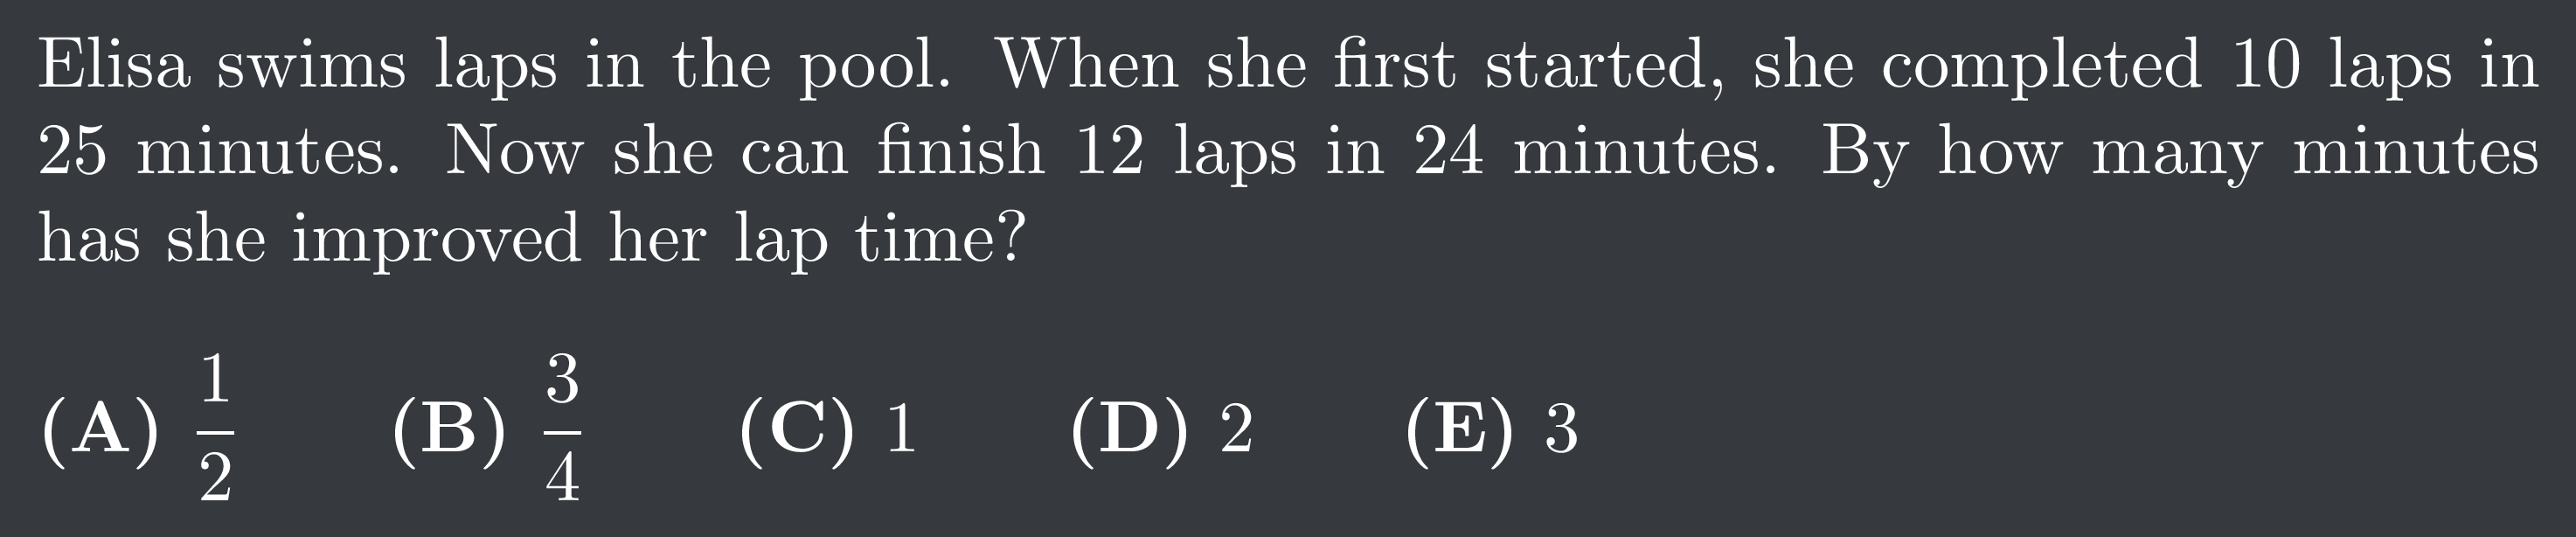 Elisa swims laps in the pool. When she first started, she completed 10 laps in
25 minutes. Now she can finish 12 laps in 24 minutes. By how many minutes
has she improved her lap time?
(A) 1/2 (B) 3/4 (C) 1 (D) 2 (E) 3